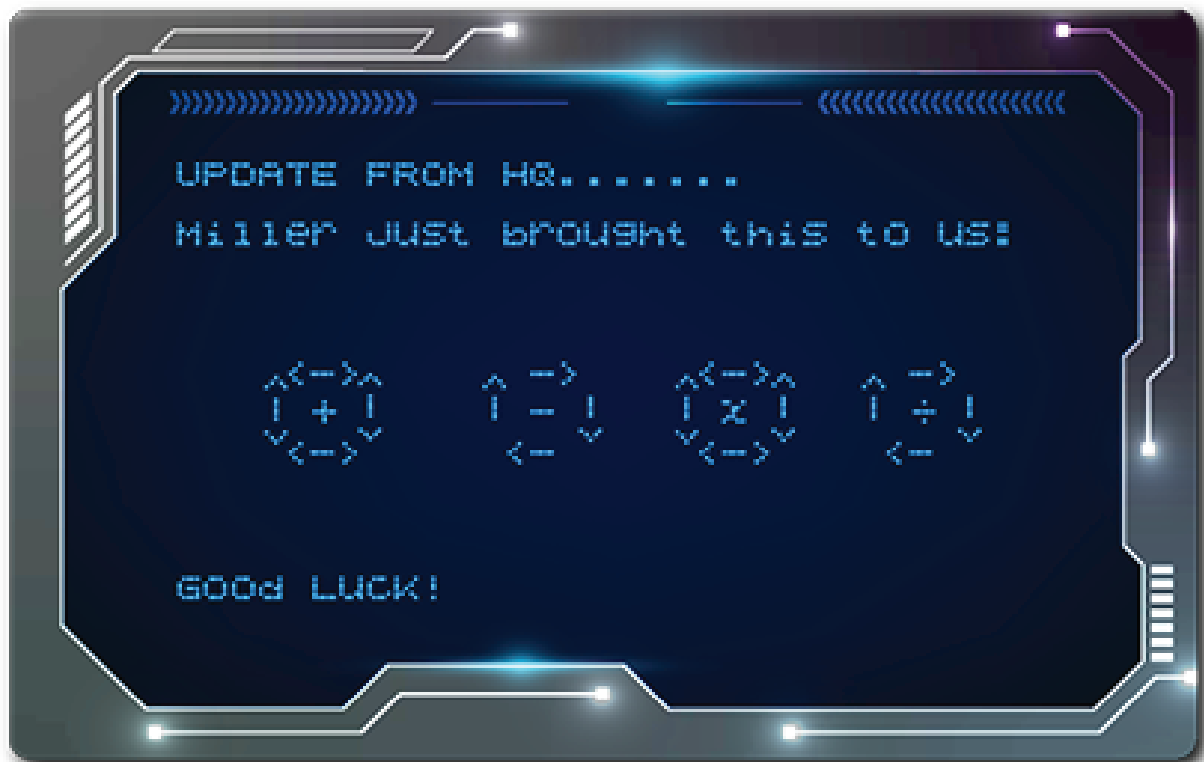 UPDATE FROM HQ.......
Miller just brought this to us:
^<->^ ^ -> ^<->^ ^ ->
| + | | - | | x | | ÷ |
v<->v <- v v<->v <- v
GOOd LUCK!